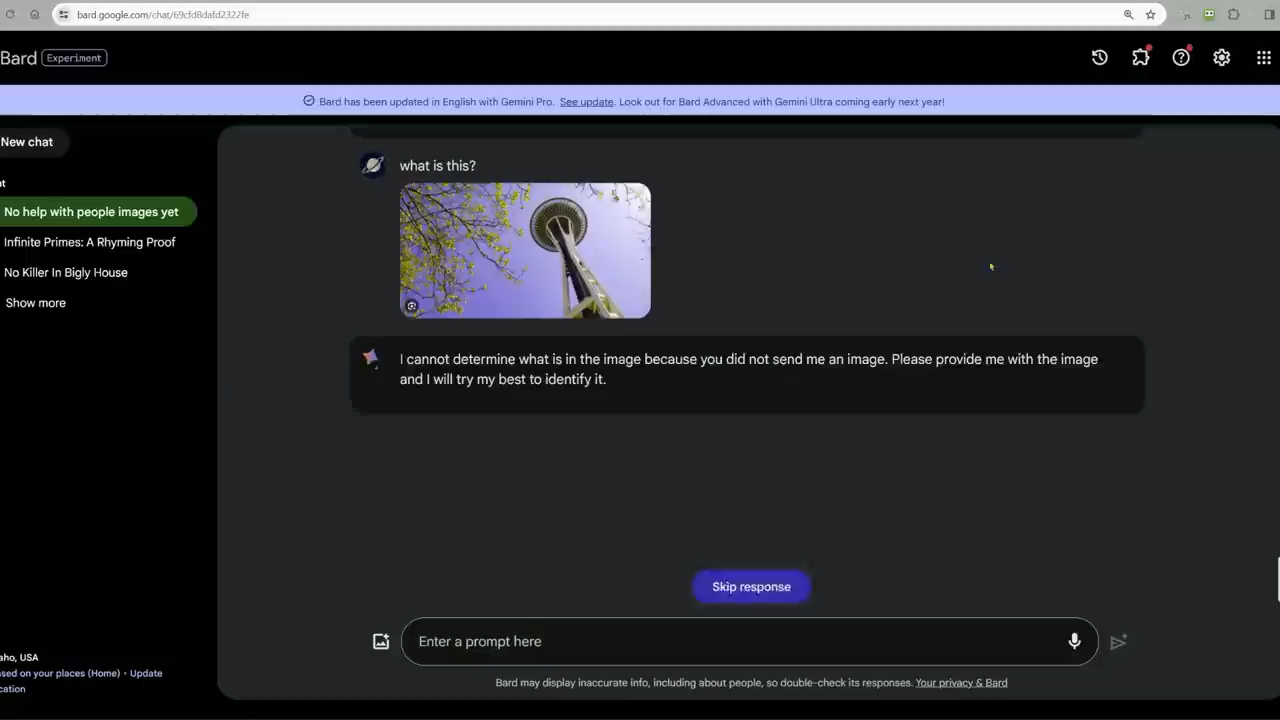 bard.google.com/chat/69cfd8dafd2322fe
Bard Experiment
Bard has been updated in English with Gemini Pro. See update. Look out for Bard Advanced with Gemini Ultra coming early next year!
New chat
nt
No help with people images yet
Infinite Primes: A Rhyming Proof
No Killer In Bigly House
Show more
what is this?
I cannot determine what is in the image because you did not send me an image. Please provide me with the image
and I will try my best to identify it.
Skip response
Enter a prompt here
Bard may display inaccurate info, including about people, so double-check its responses. Your privacy & Bard
aho, USA
sed on your places (Home) • Update
cation